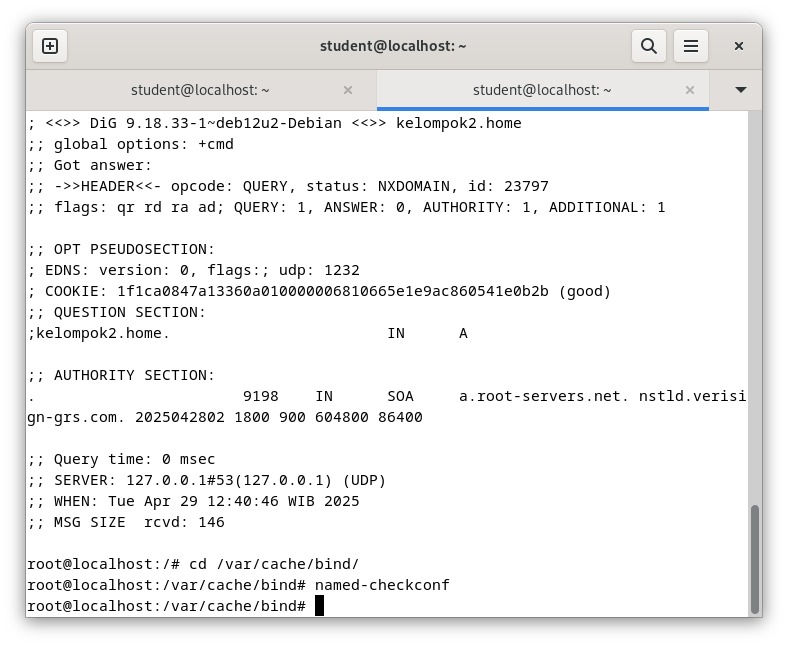 student@localhost: ~
student@localhost: ~
student@localhost: ~
; <<>> DiG 9.18.33-1~deb12u2-Debian <<>> kelompok2.home
;; global options: +cmd
;; Got answer:
;; ->>HEADER<<- opcode: QUERY, status: NXDOMAIN, id: 23797
;; flags: qr rd ra ad; QUERY: 1, ANSWER: 0, AUTHORITY: 1, ADDITIONAL: 1
;; OPT PSEUDOSECTION:
; EDNS: version: 0, flags:; udp: 1232
; COOKIE: 1f1ca0847a13360a010000006810665e1e9ac860541e0b2b (good)
;; QUESTION SECTION:
;kelompok2.home. IN A
;; AUTHORITY SECTION:
. 9198 IN SOA a.root-servers.net. nstld.verisi
gn-grs.com. 2025042802 1800 900 604800 86400
;; Query time: 0 msec
;; SERVER: 127.0.0.1#53(127.0.0.1) (UDP)
;; WHEN: Tue Apr 29 12:40:46 WIB 2025
;; MSG SIZE  rcvd: 146
root@localhost:/# cd /var/cache/bind/
root@localhost:/var/cache/bind# named-checkconf
root@localhost:/var/cache/bind#